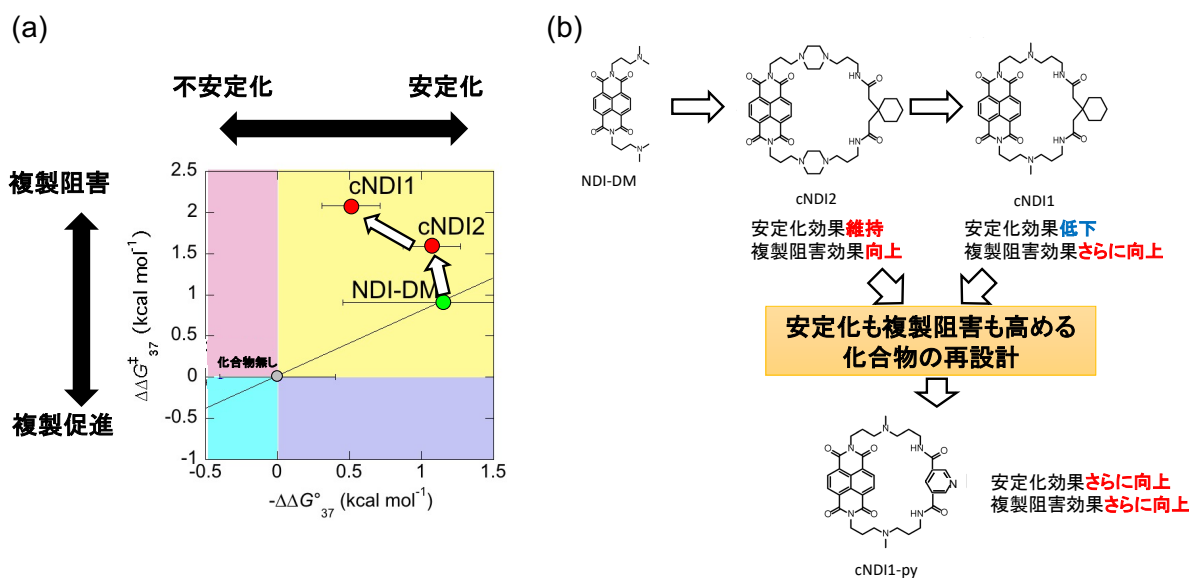 (a)
不安定化
安定化
複製阻害
複製促進
ΔΔG‡37 (kcal mol-1)
2.5
2
1.5
1
0.5
0
-0.5
-1
cNDI1
cNDI2
NDI-DM
化合物無し
-0.5
0
0.5
1
1.5
-ΔΔG°37 (kcal mol-1)
(b)
NDI-DM
cNDI2
安定化効果維持
複製阻害効果向上
cNDI1
安定化効果低下
複製阻害効果さらに向上
安定化も複製阻害も高める
化合物の再設計
安定化効果さらに向上
複製阻害効果さらに向上
cNDI1-py